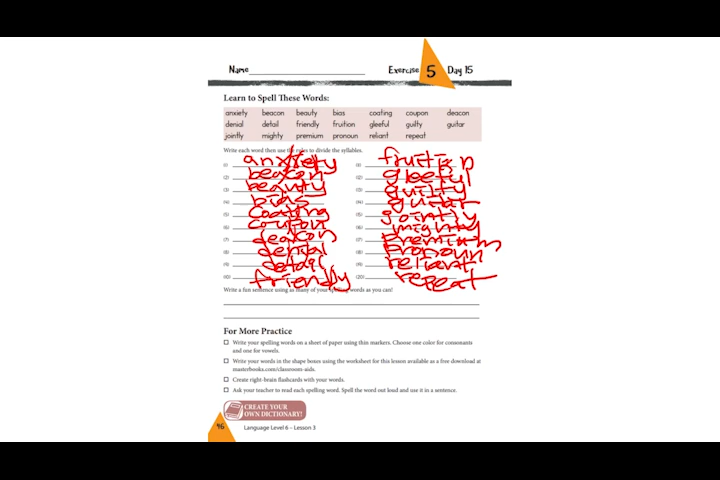 Name
Exercise 5 Day 15
Learn to Spell These Words:
anxiety beacon beauty bias coating coupon deacon
denial detail friendly fruition gleeful guilty guitar
jointly mighty premium pronoun reliant repeat
Write each word then use the rules to divide the syllables.
(1) anxiety (11) fruition
(2) beacon (12) gleeful
(3) beauty (13) guilty
(4) bias (14) guitar
(5) coating (15) jointly
(6) coupon (16) mighty
(7) deacon (17) premium
(8) denial (18) pronoun
(9) detail (19) reliant
(10) friendly (20) repeat
Write a fun sentence using as many of your spelling words as you can!
For More Practice
Write your spelling words on a sheet of paper using thin markers. Choose one color for consonants
and one for vowels.
Write your words in the shape boxes using the worksheet for this lesson available as a free download at
masterbooks.com/classroom-aids.
Create right-brain flashcards with your words.
Ask your teacher to read each spelling word. Spell the word out loud and use it in a sentence.
CREATE YOUR
OWN DICTIONARY!
46 Language Level 6 – Lesson 3